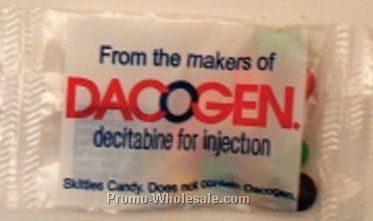 From the makers of
DACOGEN.
decitabine for injection
Skittles Candy. Does not contain Dacogen.
Promo-Wholesale.com